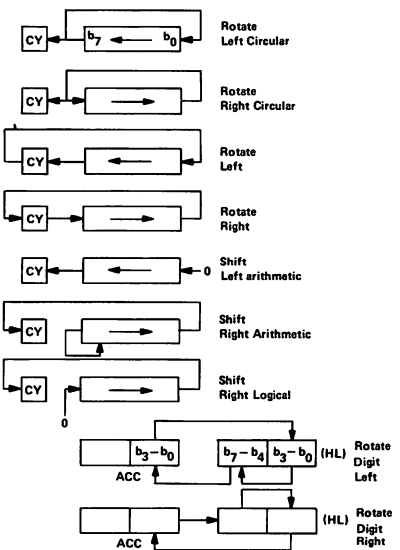 CY b7 b0 Rotate
Left Circular
CY Rotate
Right Circular
CY Rotate
Left
CY Rotate
Right
CY 0 Shift
Left arithmetic
CY Shift
Right Arithmetic
CY Shift
Right Logical
0
b3-b0 b7-b4 b3-b0 (HL) Rotate
Digit
ACC Left
(HL) Rotate
Digit
ACC Right